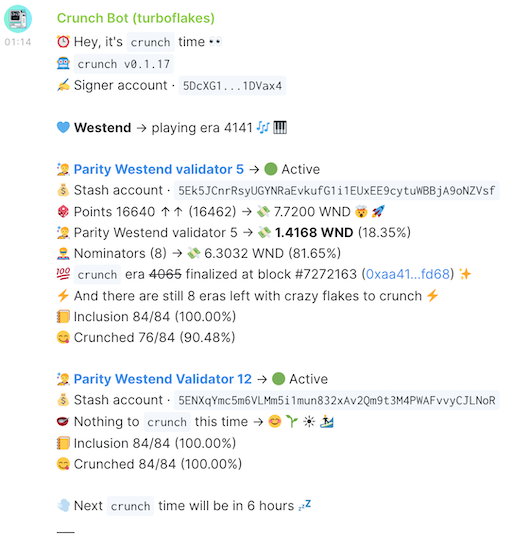 Crunch Bot (turboflakes)
01:14
⏰ Hey, it's crunch time 👀
🤖 crunch v0.1.17
✍️ Signer account · 5DcXG1...1DVax4
💙 Westend → playing era 4141 🎶 🎹
Parity Westend validator 5 → 🟢 Active
💰 Stash account · 5Ek5JCnrRsyUGYNRaEvkufG1i1EUxEE9cytuWBBjA9oNZVsf
🎲 Points 16640 ↑↑ (16462) → 💸 7.7200 WND 🤯 🚀
Parity Westend validator 5 → 💸 1.4168 WND (18.35%)
Nominators (8) → 💸 6.3032 WND (81.65%)
💯 crunch era 4065 finalized at block #7272163 (0xaa41...fd68) ✨
⚡ And there are still 8 eras left with crazy flakes to crunch ⚡
📒 Inclusion 84/84 (100.00%)
😋 Crunched 76/84 (90.48%)
Parity Westend Validator 12 → 🟢 Active
💰 Stash account · 5ENXqYmc5m6VLMm5i1mun832xAv2Qm9t3M4PWAFvvyCJLNoR
👄 Nothing to crunch this time → 😊 🌱 ☀️ 🏄
📒 Inclusion 84/84 (100.00%)
😋 Crunched 84/84 (100.00%)
💨 Next crunch time will be in 6 hours 💤